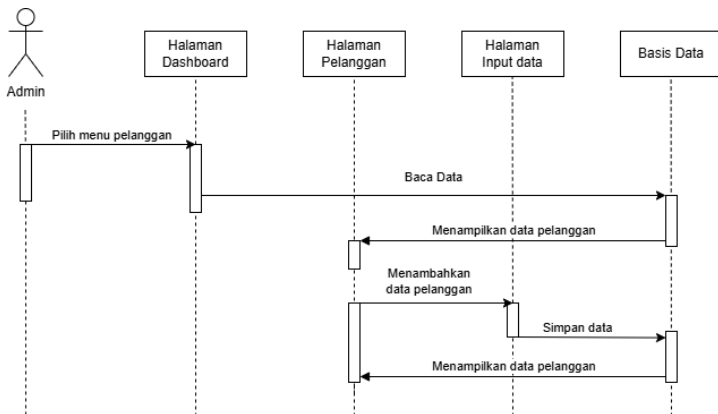 Halaman
Dashboard
Halaman
Pelanggan
Halaman
Input data
Basis Data
Admin
Pilih menu pelanggan
Baca Data
Menampilkan data pelanggan
Menambahkan
data pelanggan
Simpan data
Menampilkan data pelanggan